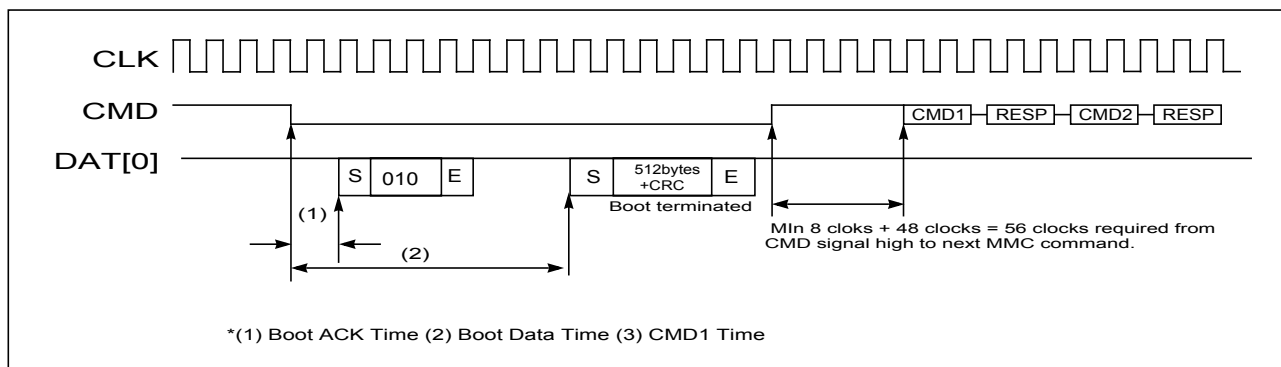 CLK
CMD
CMD1 RESP CMD2 RESP
DAT[0]
S 010 E
S 512bytes +CRC E
Boot terminated
(1)
(2)
MIn 8 cloks + 48 clocks = 56 clocks required from
CMD signal high to next MMC command.
*(1) Boot ACK Time (2) Boot Data Time (3) CMD1 Time